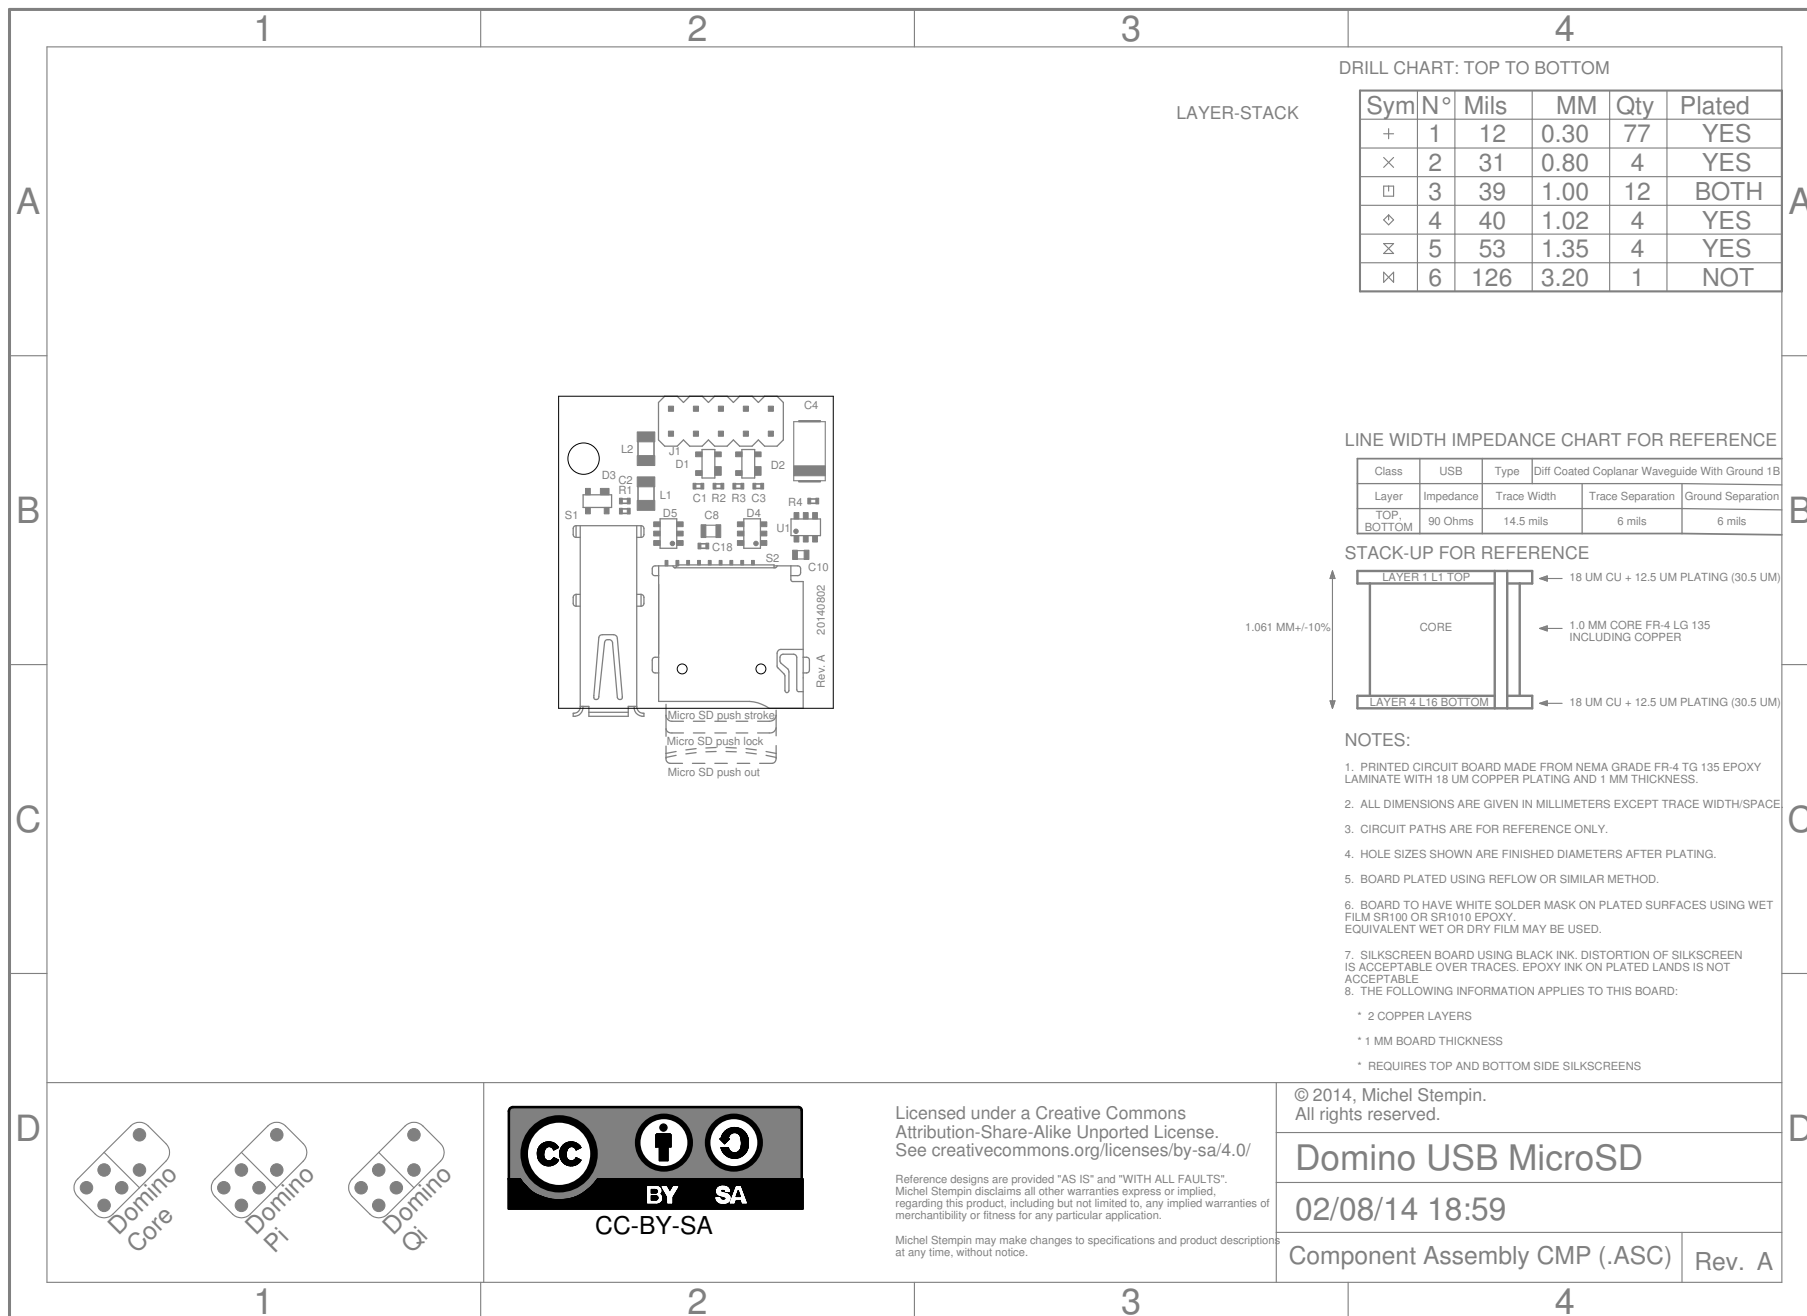 1 2 3 4
DRILL CHART: TOP TO BOTTOM
LAYER-STACK
Sym N° Mils MM Qty Plated
+ 1 12 0.30 77 YES
× 2 31 0.80 4 YES
3 39 1.00 12 BOTH
4 40 1.02 4 YES
5 53 1.35 4 YES
6 126 3.20 1 NOT
A A
B B
C C
D D
C4
L2
J1
D1
D2
D3
C2
R1
L1
C1 R2 R3 C3
R4
S1
D5
C8
D4
U1
C18
S2
C10
20140802
Rev. A
Micro SD push stroke
Micro SD push lock
Micro SD push out
LINE WIDTH IMPEDANCE CHART FOR REFERENCE
Class USB Type Diff Coated Coplanar Waveguide With Ground 1B
Layer Impedance Trace Width Trace Separation Ground Separation
TOP, BOTTOM 90 Ohms 14.5 mils 6 mils 6 mils
STACK-UP FOR REFERENCE
LAYER 1 L1 TOP
18 UM CU + 12.5 UM PLATING (30.5 UM)
1.061 MM+/-10%
CORE
1.0 MM CORE FR-4 LG 135
INCLUDING COPPER
LAYER 4 L16 BOTTOM
18 UM CU + 12.5 UM PLATING (30.5 UM)
NOTES:
1. PRINTED CIRCUIT BOARD MADE FROM NEMA GRADE FR-4 TG 135 EPOXY
LAMINATE WITH 18 UM COPPER PLATING AND 1 MM THICKNESS.
2. ALL DIMENSIONS ARE GIVEN IN MILLIMETERS EXCEPT TRACE WIDTH/SPACE
3. CIRCUIT PATHS ARE FOR REFERENCE ONLY.
4. HOLE SIZES SHOWN ARE FINISHED DIAMETERS AFTER PLATING.
5. BOARD PLATED USING REFLOW OR SIMILAR METHOD.
6. BOARD TO HAVE WHITE SOLDER MASK ON PLATED SURFACES USING WET
FILM SR100 OR SR1010 EPOXY.
EQUIVALENT WET OR DRY FILM MAY BE USED.
7. SILKSCREEN BOARD USING BLACK INK. DISTORTION OF SILKSCREEN
IS ACCEPTABLE OVER TRACES. EPOXY INK ON PLATED LANDS IS NOT
ACCEPTABLE
8. THE FOLLOWING INFORMATION APPLIES TO THIS BOARD:
* 2 COPPER LAYERS
* 1 MM BOARD THICKNESS
* REQUIRES TOP AND BOTTOM SIDE SILKSCREENS
Domino
Core
Domino
Pi
Domino
Qi
cc
BY SA
CC-BY-SA
Licensed under a Creative Commons
Attribution-Share-Alike Unported License.
See creativecommons.org/licenses/by-sa/4.0/
Reference designs are provided "AS IS" and "WITH ALL FAULTS".
Michel Stempin disclaims all other warranties express or implied,
regarding this product, including but not limited to, any implied warranties of
merchantibility or fitness for any particular application.
Michel Stempin may make changes to specifications and product descriptions
at any time, without notice.
© 2014, Michel Stempin.
All rights reserved.
Domino USB MicroSD
02/08/14 18:59
Component Assembly CMP (.ASC)
Rev. A
1 2 3 4